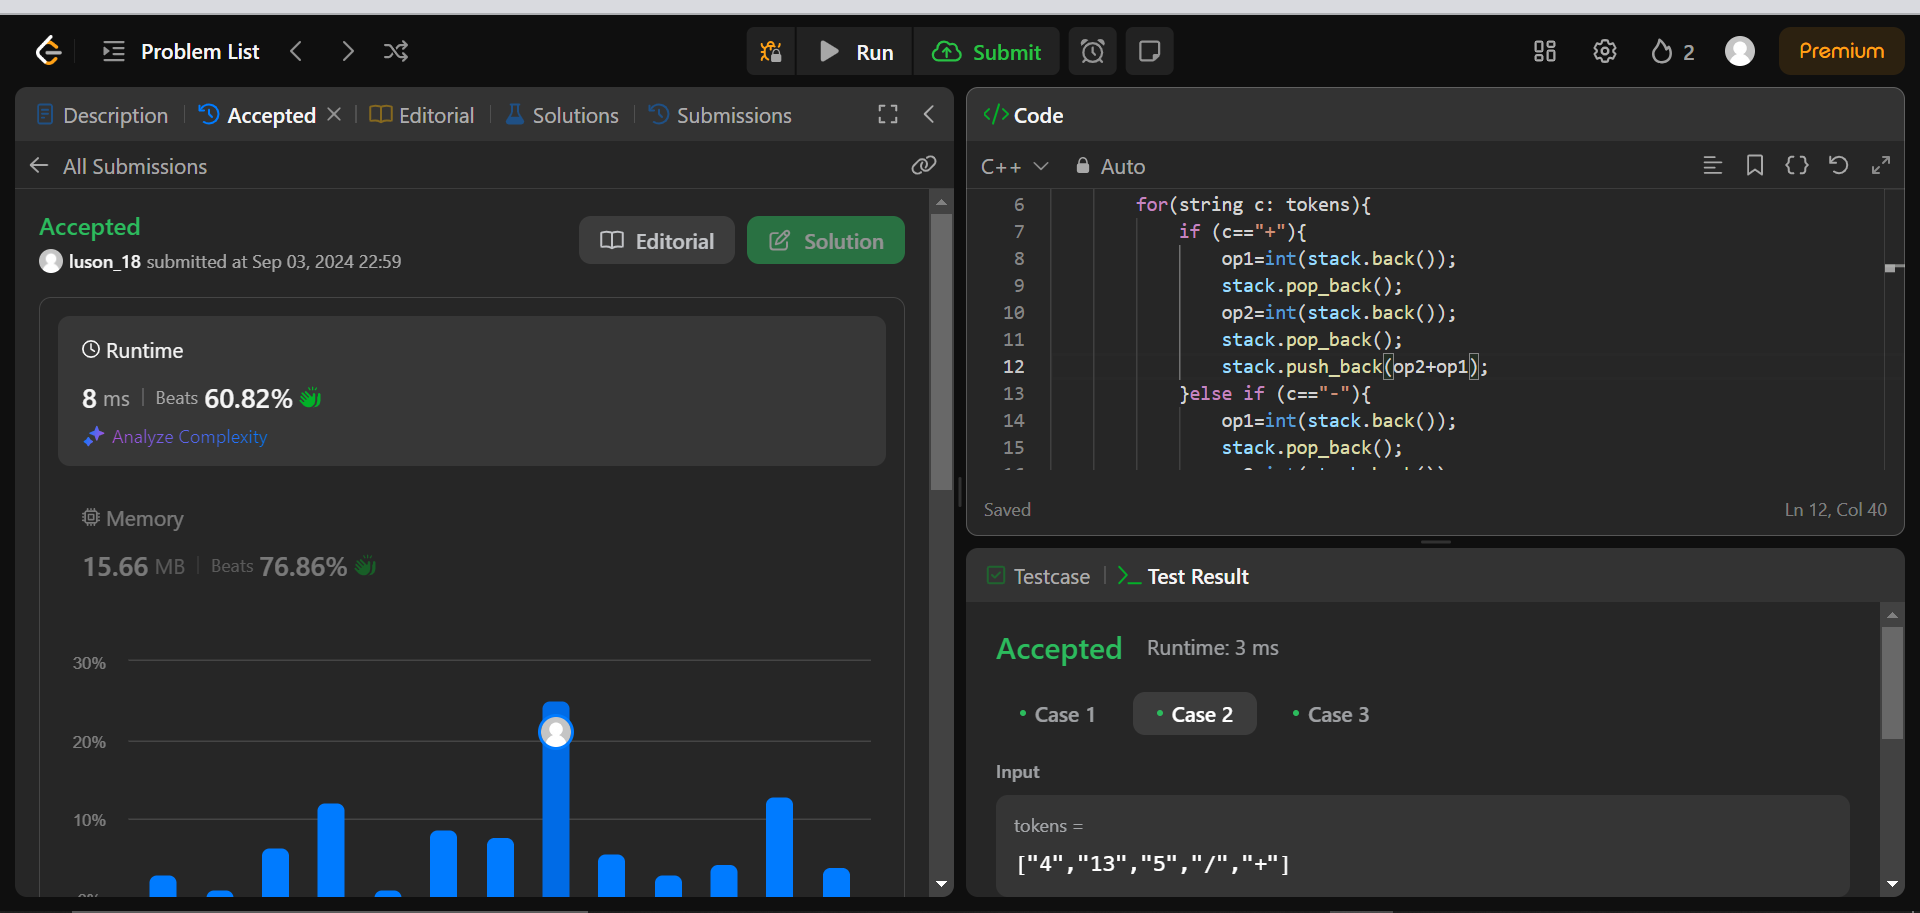 Problem List
Run
Submit
2
Premium
Description
Accepted
Editorial
Solutions
Submissions
All Submissions
Accepted
luson_18 submitted at Sep 03, 2024 22:59
Editorial
Solution
Runtime
8 ms | Beats 60.82%
Analyze Complexity
Memory
15.66 MB | Beats 76.86%
30%
20%
10%
</> Code
C++
Auto
6 for(string c: tokens){
7 if (c=="+"){
8 op1=int(stack.back());
9 stack.pop_back();
10 op2=int(stack.back());
11 stack.pop_back();
12 stack.push_back(op2+op1);
13 }else if (c=="-"){
14 op1=int(stack.back());
15 stack.pop_back();
Saved
Ln 12, Col 40
Testcase
Test Result
Accepted Runtime: 3 ms
• Case 1
• Case 2
• Case 3
Input
tokens =
["4","13","5","/","+"]